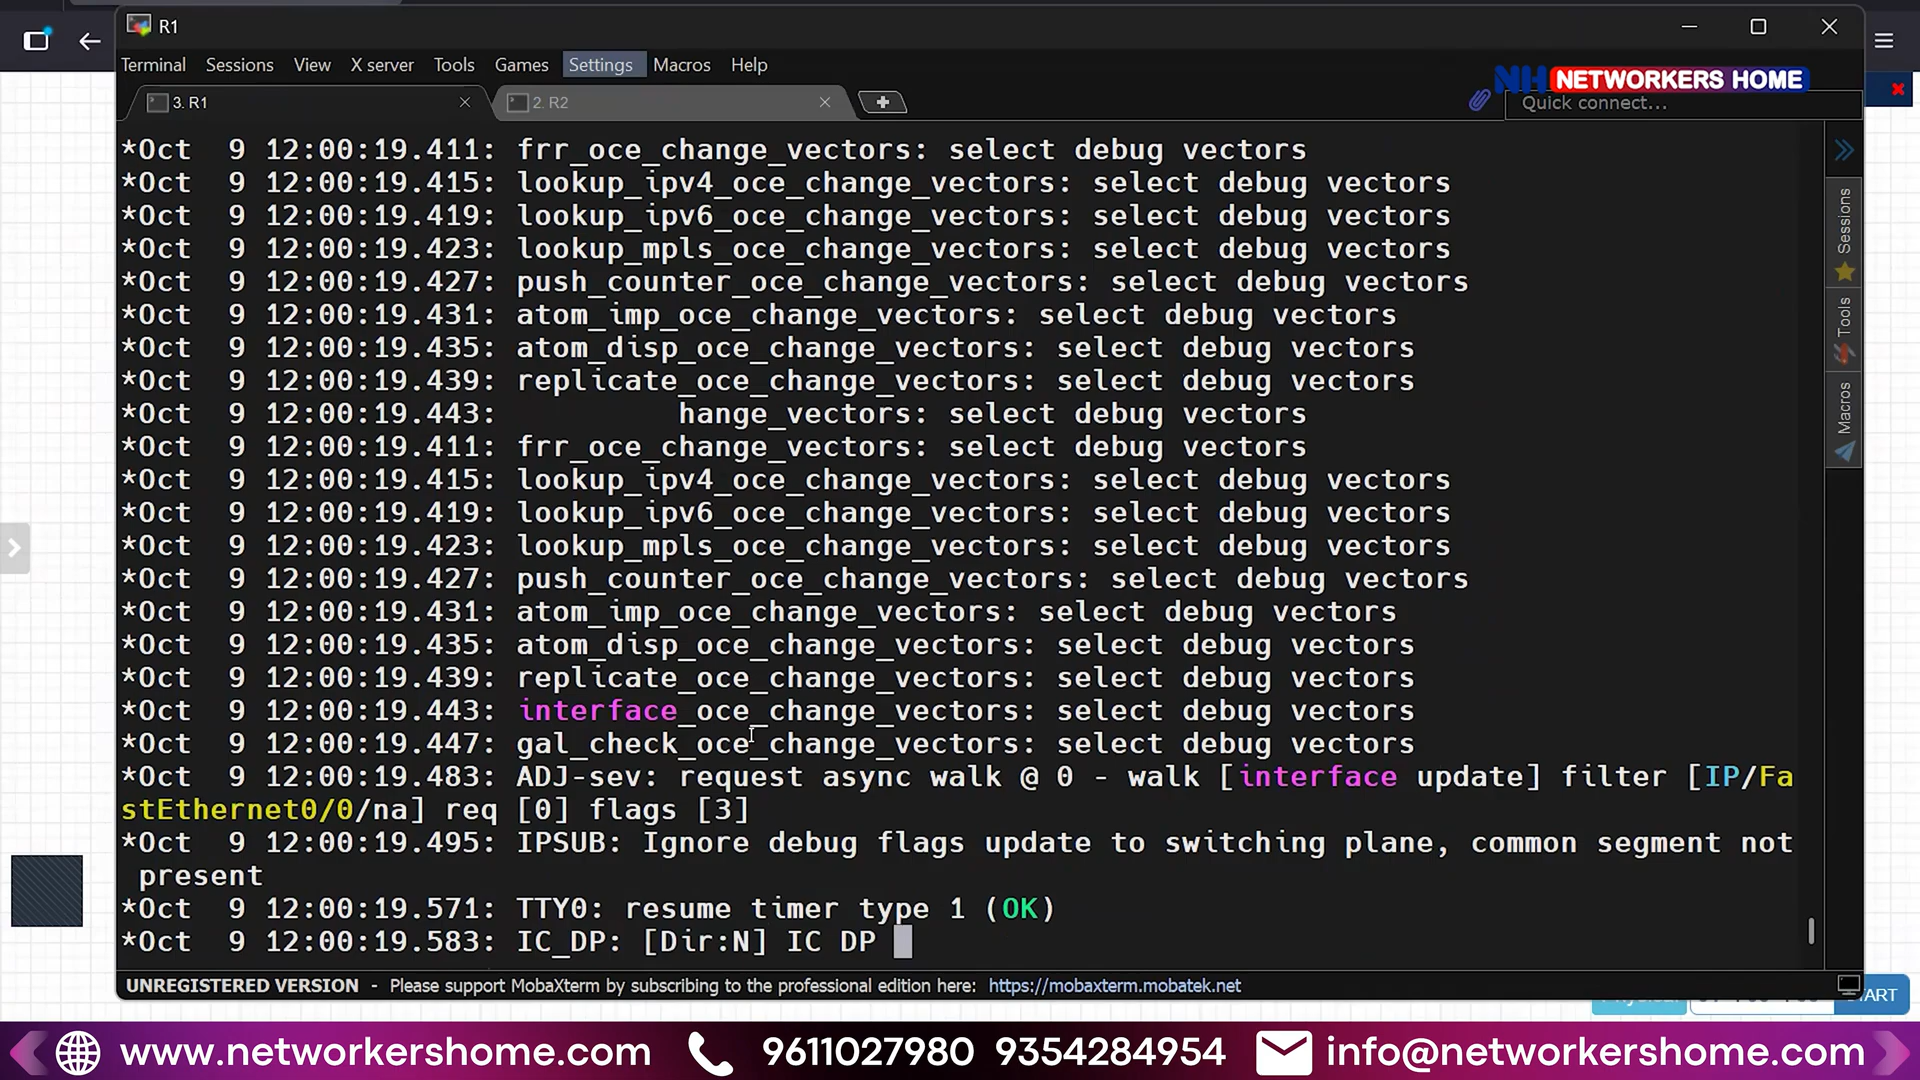 R1
Terminal Sessions View X server Tools Games Settings Macros Help
NH NETWORKERS HOME
3. R1
2. R2
Quick connect...
*Oct  9 12:00:19.411: frr_oce_change_vectors: select debug vectors
*Oct  9 12:00:19.415: lookup_ipv4_oce_change_vectors: select debug vectors
*Oct  9 12:00:19.419: lookup_ipv6_oce_change_vectors: select debug vectors
*Oct  9 12:00:19.423: lookup_mpls_oce_change_vectors: select debug vectors
*Oct  9 12:00:19.427: push_counter_oce_change_vectors: select debug vectors
*Oct  9 12:00:19.431: atom_imp_oce_change_vectors: select debug vectors
*Oct  9 12:00:19.435: atom_disp_oce_change_vectors: select debug vectors
*Oct  9 12:00:19.439: replicate_oce_change_vectors: select debug vectors
*Oct  9 12:00:19.443:          hange_vectors: select debug vectors
*Oct  9 12:00:19.411: frr_oce_change_vectors: select debug vectors
*Oct  9 12:00:19.415: lookup_ipv4_oce_change_vectors: select debug vectors
*Oct  9 12:00:19.419: lookup_ipv6_oce_change_vectors: select debug vectors
*Oct  9 12:00:19.423: lookup_mpls_oce_change_vectors: select debug vectors
*Oct  9 12:00:19.427: push_counter_oce_change_vectors: select debug vectors
*Oct  9 12:00:19.431: atom_imp_oce_change_vectors: select debug vectors
*Oct  9 12:00:19.435: atom_disp_oce_change_vectors: select debug vectors
*Oct  9 12:00:19.439: replicate_oce_change_vectors: select debug vectors
*Oct  9 12:00:19.443: interface_oce_change_vectors: select debug vectors
*Oct  9 12:00:19.447: gal_check_oce_change_vectors: select debug vectors
*Oct  9 12:00:19.483: ADJ-sev: request async walk @ 0 - walk [interface update] filter [IP/Fa
stEthernet0/0/na] req [0] flags [3]
*Oct  9 12:00:19.495: IPSUB: Ignore debug flags update to switching plane, common segment not
 present
*Oct  9 12:00:19.571: TTY0: resume timer type 1 (OK)
*Oct  9 12:00:19.583: IC_DP: [Dir:N] IC DP
Sessions
Tools
Macros
UNREGISTERED VERSION - Please support MobaXterm by subscribing to the professional edition here: https://mobaxterm.mobatek.net
www.networkershome.com 9611027980 9354284954 info@networkershome.com